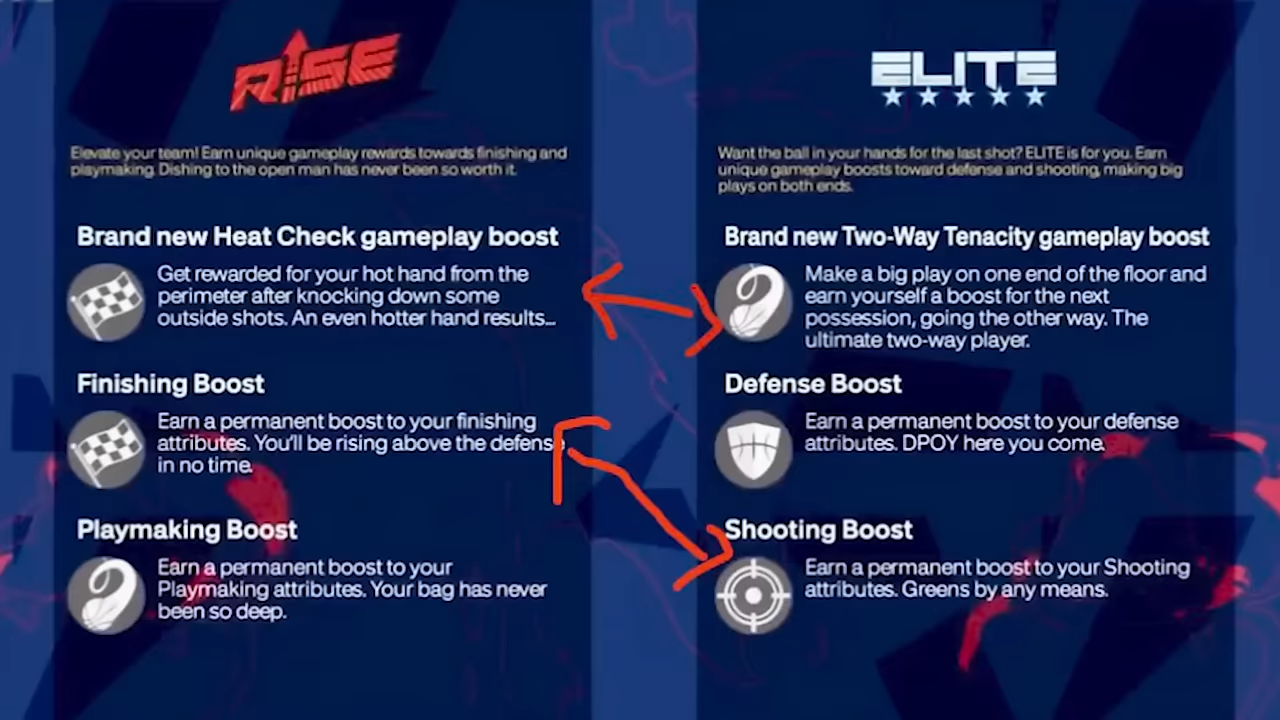 RISE
Elevate your team! Earn unique gameplay rewards towards finishing and
playmaking. Dishing to the open man has never been so worth it.
Brand new Heat Check gameplay boost
Get rewarded for your hot hand from the
perimeter after knocking down some
outside shots. An even hotter hand results...
Finishing Boost
Earn a permanent boost to your finishing
attributes. You'll be rising above the defense
in no time.
Playmaking Boost
Earn a permanent boost to your
Playmaking attributes. Your bag has never
been so deep.
ELITE
Want the ball in your hands for the last shot? ELITE is for you. Earn
unique gameplay boosts toward defense and shooting, making big
plays on both ends.
Brand new Two-Way Tenacity gameplay boost
Make a big play on one end of the floor and
earn yourself a boost for the next
possession, going the other way. The
ultimate two-way player.
Defense Boost
Earn a permanent boost to your defense
attributes. DPOY here you come.
Shooting Boost
Earn a permanent boost to your Shooting
attributes. Greens by any means.